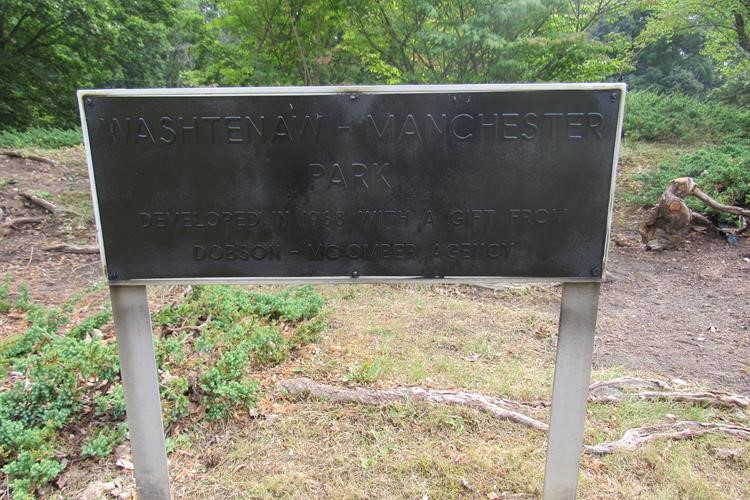 WASHTENAW - MANCHESTER
PARK
DEVELOPED IN 1968 WITH A GIFT FROM
DOBSON - MCOMBER AGENCY